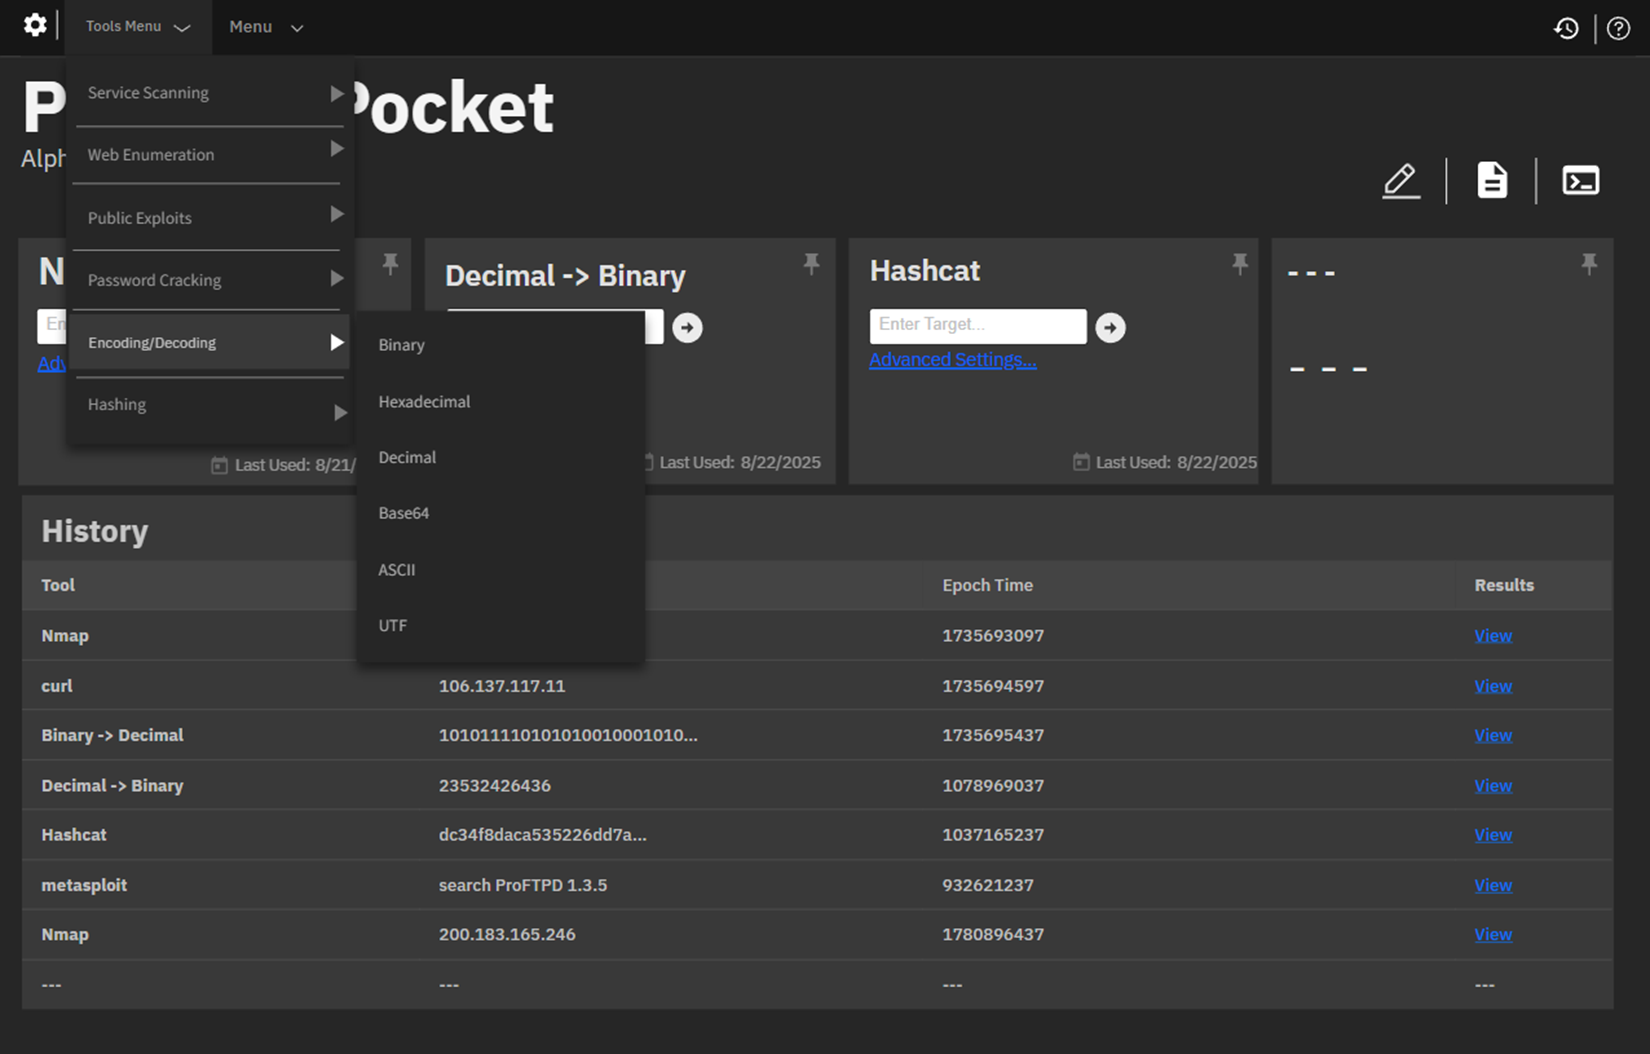 Tools Menu
Menu
Pocket
Alph
Service Scanning
Web Enumeration
Public Exploits
Password Cracking
Encoding/Decoding
Hashing
Binary
Hexadecimal
Decimal
Base64
ASCII
UTF
N
En
Adv
Last Used: 8/21/
Decimal -> Binary
Last Used: 8/22/2025
Hashcat
Enter Target...
Advanced Settings...
Last Used: 8/22/2025
---
- - -
History
Tool Epoch Time Results
Nmap 1735693097 View
curl 106.137.117.11 1735694597 View
Binary -> Decimal 101011110101010010001010... 1735695437 View
Decimal -> Binary 23532426436 1078969037 View
Hashcat dc34f8daca535226dd7a... 1037165237 View
metasploit search ProFTPD 1.3.5 932621237 View
Nmap 200.183.165.246 1780896437 View
--- --- --- ---